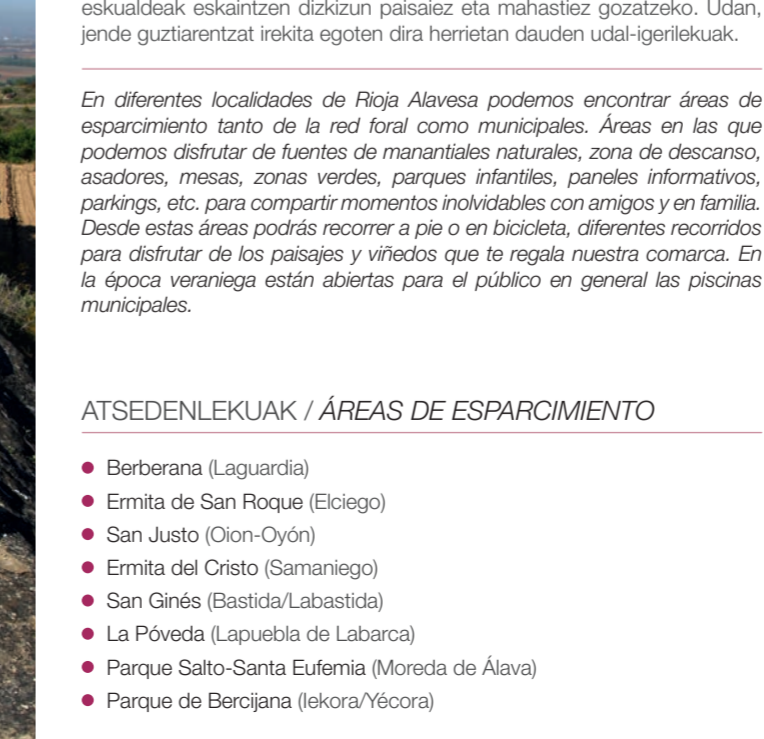 eskualdeak eskaintzen dizkizun paisaiez eta mahastiez gozatzeko. Udan,
jende guztiarentzat irekita egoten dira herrietan dauden udal-igerilekuak.
En diferentes localidades de Rioja Alavesa podemos encontrar áreas de
esparcimiento tanto de la red foral como municipales. Áreas en las que
podemos disfrutar de fuentes de manantiales naturales, zona de descanso,
asadores, mesas, zonas verdes, parques infantiles, paneles informativos,
parkings, etc. para compartir momentos inolvidables con amigos y en familia.
Desde estas áreas podrás recorrer a pie o en bicicleta, diferentes recorridos
para disfrutar de los paisajes y viñedos que te regala nuestra comarca. En
la época veraniega están abiertas para el público en general las piscinas
municipales.
ATSEDENLEKUAK / ÁREAS DE ESPARCIMIENTO
● Berberana (Laguardia)
● Ermita de San Roque (Elciego)
● San Justo (Oion-Oyón)
● Ermita del Cristo (Samaniego)
● San Ginés (Bastida/Labastida)
● La Póveda (Lapuebla de Labarca)
● Parque Salto-Santa Eufemia (Moreda de Álava)
● Parque de Bercijana (Iekora/Yécora)